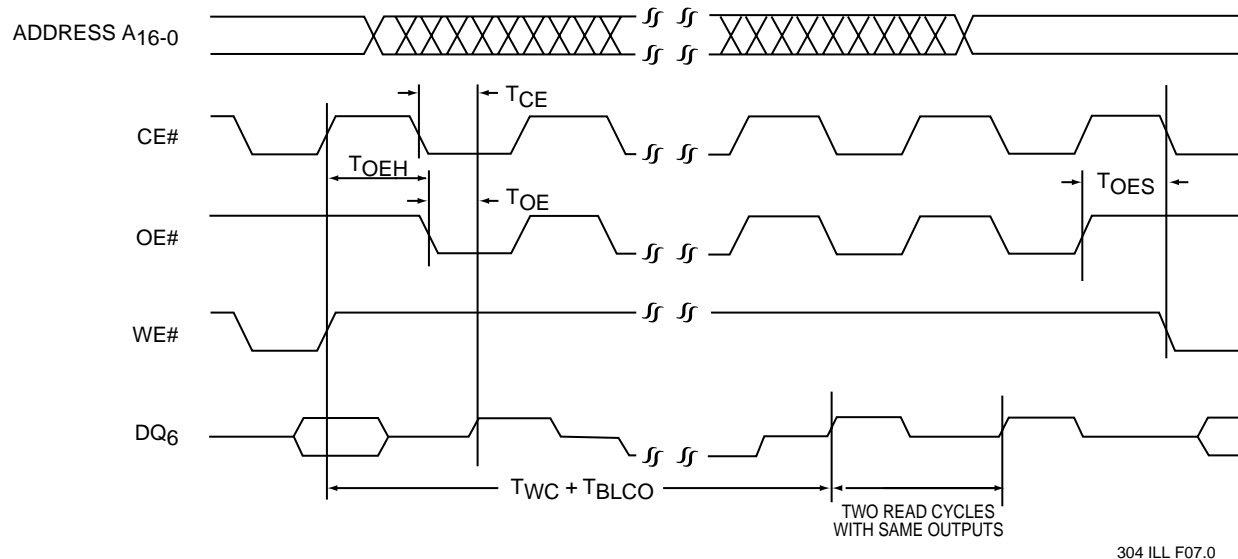 ADDRESS A16-0
TCE
CE#
TOEH
TOES
TOE
OE#
WE#
DQ6
TWC + TBLCO
TWO READ CYCLES
WITH SAME OUTPUTS
304 ILL F07.0